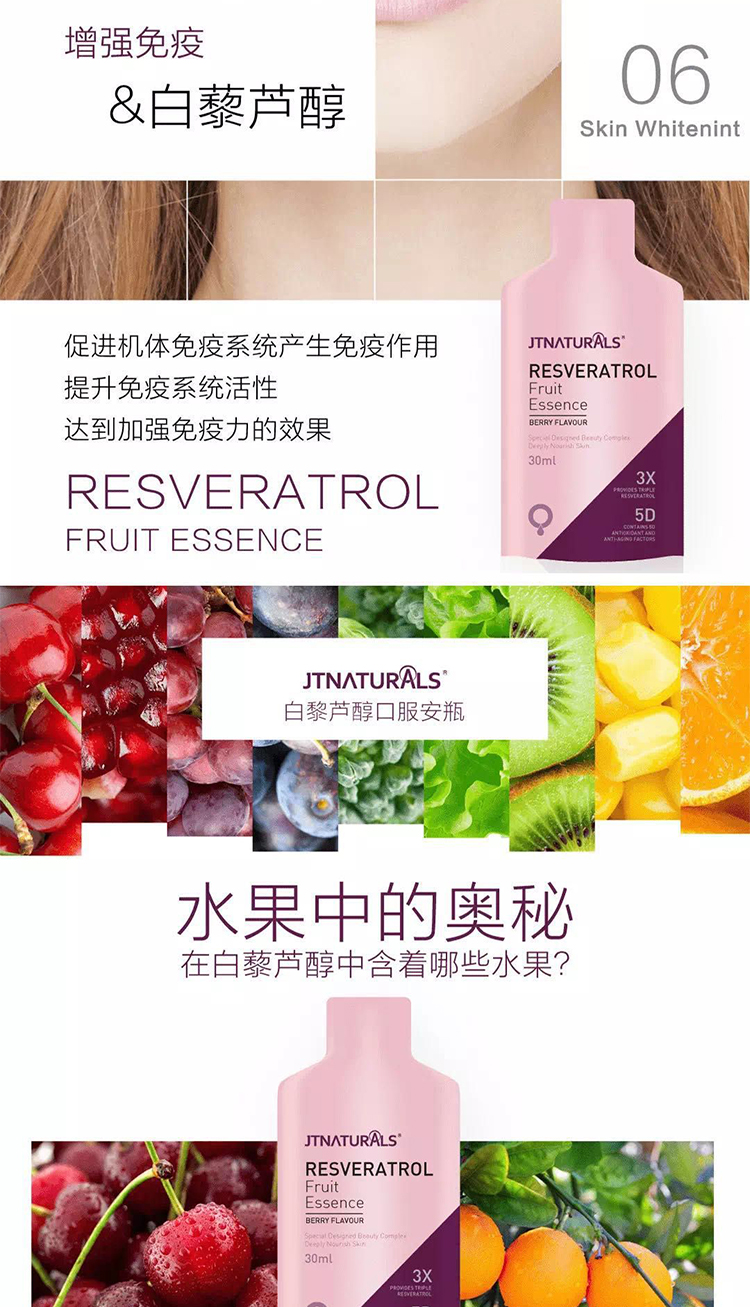 增强免疫
&白藜芦醇
06
Skin Whitenint
促进机体免疫系统产生免疫作用
提升免疫系统活性
达到加强免疫力的效果
RESVERATROL
FRUIT ESSENCE
JTNATURALS®
RESVERATROL
Fruit
Essence
BERRY FLAVOUR
Special Designed Beauty Complex
Deeply Nourish Skin
30ml
3X
PROVIDES TRIPLE
RESVERATROL
5D
CONTAINS 5D
ANTIOXIDANT AND
ANTI-AGING FACTORS
JTNATURALS®
白黎芦醇口服安瓶
水果中的奥秘
在白藜芦醇中含着哪些水果?
JTNATURALS®
RESVERATROL
Fruit
Essence
BERRY FLAVOUR
Special Designed Beauty Complex
Deeply Nourish Skin
30ml
3X
PROVIDES TRIPLE
RESVERATROL